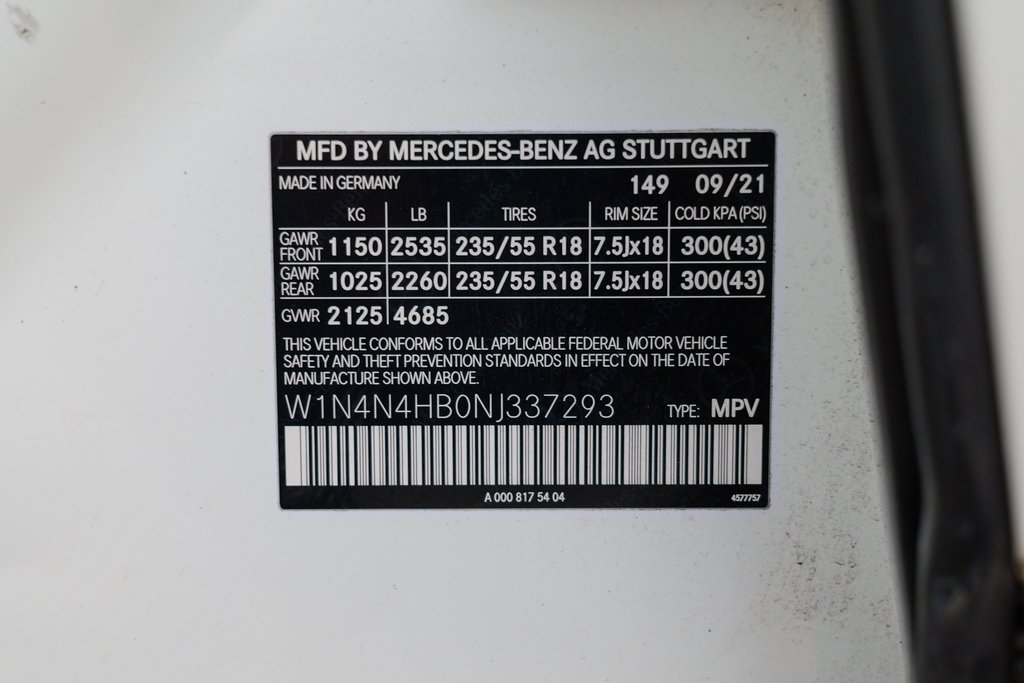 MFD BY MERCEDES-BENZ AG STUTTGART
MADE IN GERMANY 149 09/21
KG LB TIRES RIM SIZE COLD KPA (PSI)
GAWR FRONT 1150 2535 235/55 R18 7.5Jx18 300(43)
GAWR REAR 1025 2260 235/55 R18 7.5Jx18 300(43)
GVWR 2125 4685
THIS VEHICLE CONFORMS TO ALL APPLICABLE FEDERAL MOTOR VEHICLE
SAFETY AND THEFT PREVENTION STANDARDS IN EFFECT ON THE DATE OF
MANUFACTURE SHOWN ABOVE.
W1N4N4HB0NJ337293 TYPE: MPV
A 000 817 54 04 4577757